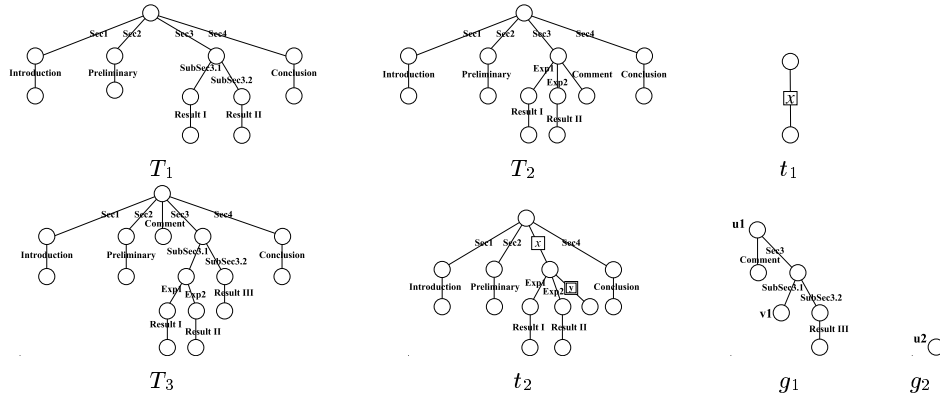 Sec1 Sec2 Sec3 Sec4
Introduction Preliminary SubSec3.1 SubSec3.2 Conclusion
Result I Result II
T1
Sec1 Sec2 Sec3 Sec4
Introduction Preliminary Exp1 Exp2 Comment Conclusion
Result I Result II
T2
x
t1
Sec1 Sec2 Comment Sec3 Sec4
Introduction Preliminary SubSec3.1 SubSec3.2 Conclusion
Exp1 Exp2 Result III
Result I Result II
T3
Sec1 Sec2 x Sec4
Introduction Preliminary Exp1 Exp2 v Conclusion
Result I Result II
t2
u1
Sec3
Comment
SubSec3.1 SubSec3.2
v1
Result III
g1
u2
g2